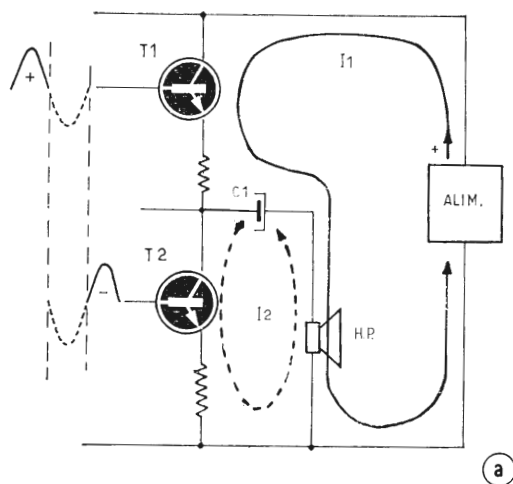 T1
I1
+
+
ALIM.
C1
T2
I2
-
H.P.
a